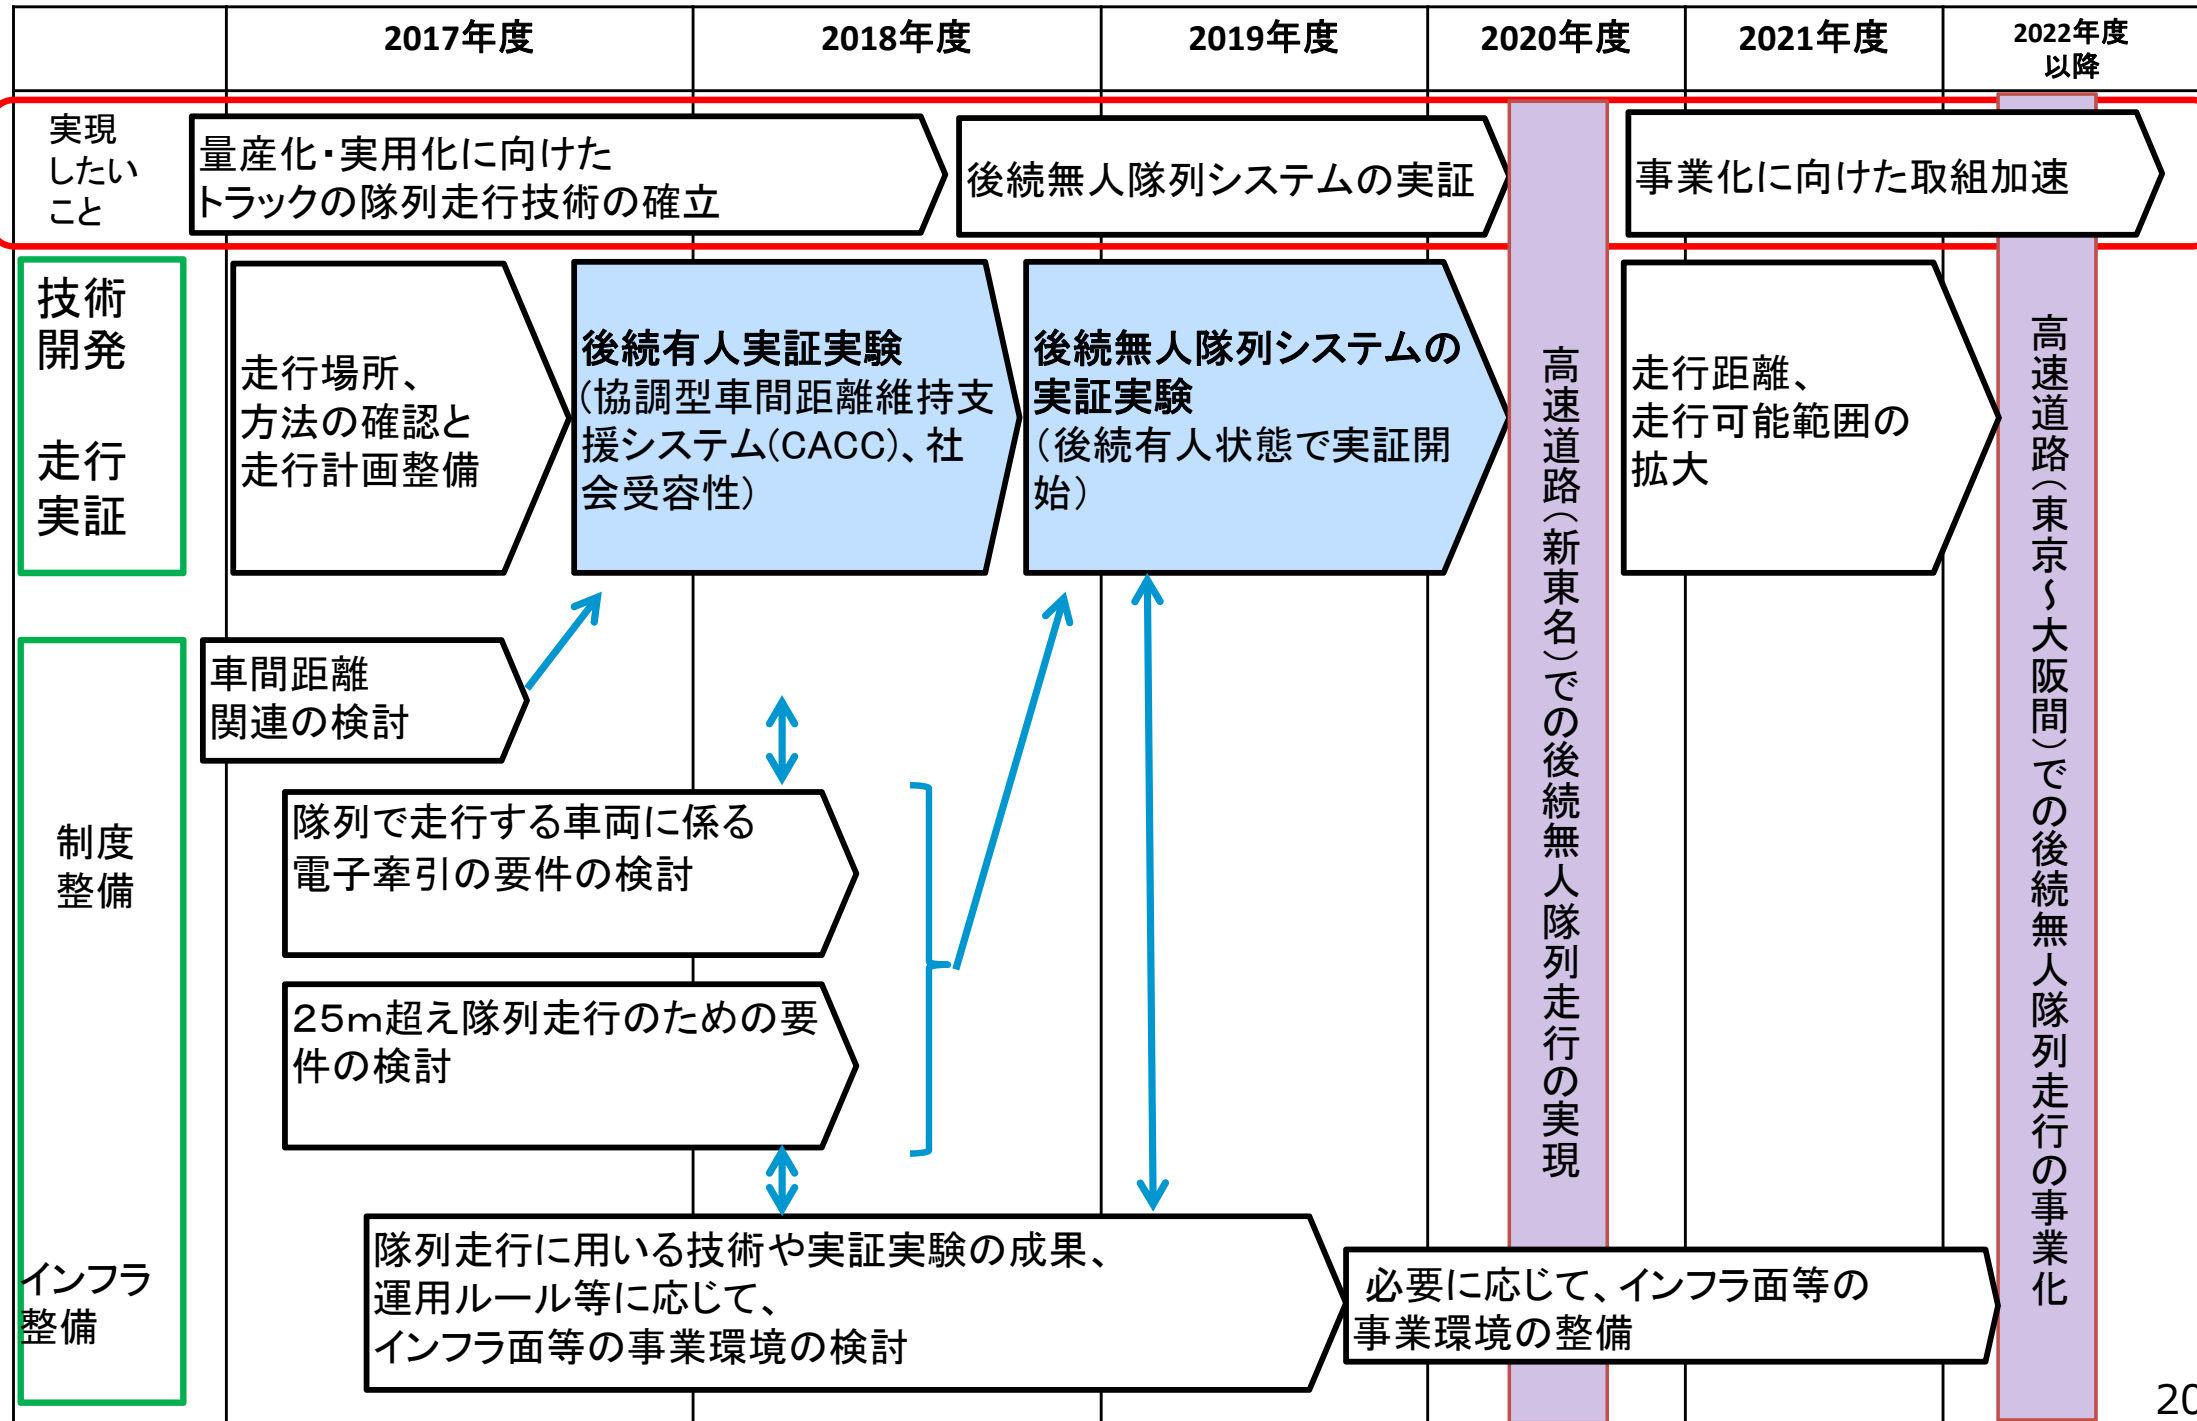 2017年度
2018年度
2019年度
2020年度
2021年度
2022年度
以降
実現
したい
こと
量産化・実用化に向けた
トラックの隊列走行技術の確立
後続無人隊列システムの実証
事業化に向けた取組加速
技術
開発
走行
実証
走行場所、
方法の確認と
走行計画整備
後続有人実証実験
(協調型車間距離維持支
援システム(CACC)、社
会受容性)
後続無人隊列システムの
実証実験
(後続有人状態で実証開
始)
高速道路(新東名)での後続無人隊列走行の実現
走行距離、
走行可能範囲の
拡大
高速道路(東京~大阪間)での後続無人隊列走行の事業化
制度
整備
車間距離
関連の検討
隊列で走行する車両に係る
電子牽引の要件の検討
25m超え隊列走行のための要
件の検討
インフラ
整備
隊列走行に用いる技術や実証実験の成果、
運用ルール等に応じて、
インフラ面等の事業環境の検討
必要に応じて、インフラ面等の
事業環境の整備
20